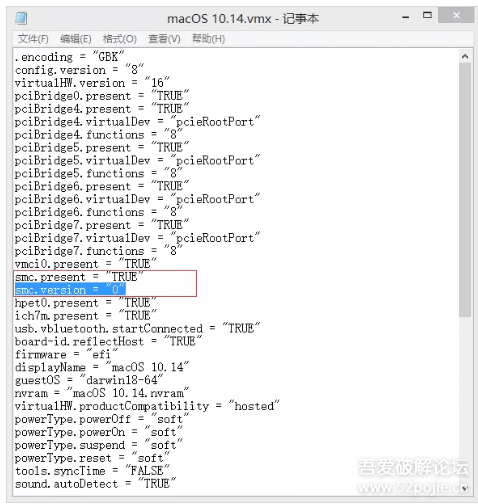 macOS 10.14.vmx - 记事本
文件(F) 编辑(E) 格式(O) 查看(V) 帮助(H)
.encoding = "GBK"
config.version = "8"
virtualHW.version = "16"
pciBridge0.present = "TRUE"
pciBridge4.present = "TRUE"
pciBridge4.virtualDev = "pcieRootPort"
pciBridge4.functions = "8"
pciBridge5.present = "TRUE"
pciBridge5.virtualDev = "pcieRootPort"
pciBridge5.functions = "8"
pciBridge6.present = "TRUE"
pciBridge6.virtualDev = "pcieRootPort"
pciBridge6.functions = "8"
pciBridge7.present = "TRUE"
pciBridge7.virtualDev = "pcieRootPort"
pciBridge7.functions = "8"
vmci0.present = "TRUE"
smc.present = "TRUE"
smc.version = "0"
hpet0.present = "TRUE"
ich7m.present = "TRUE"
usb.vbluetooth.startConnected = "TRUE"
board-id.reflectHost = "TRUE"
firmware = "efi"
displayName = "macOS 10.14"
guestOS = "darwin18-64"
nvram = "macOS 10.14.nvram"
virtualHW.productCompatibility = "hosted"
powerType.powerOff = "soft"
powerType.powerOn = "soft"
powerType.suspend = "soft"
powerType.reset = "soft"
tools.syncTime = "FALSE"
sound.autoDetect = "TRUE"
吾爱破解论坛
www.52pojie.cn